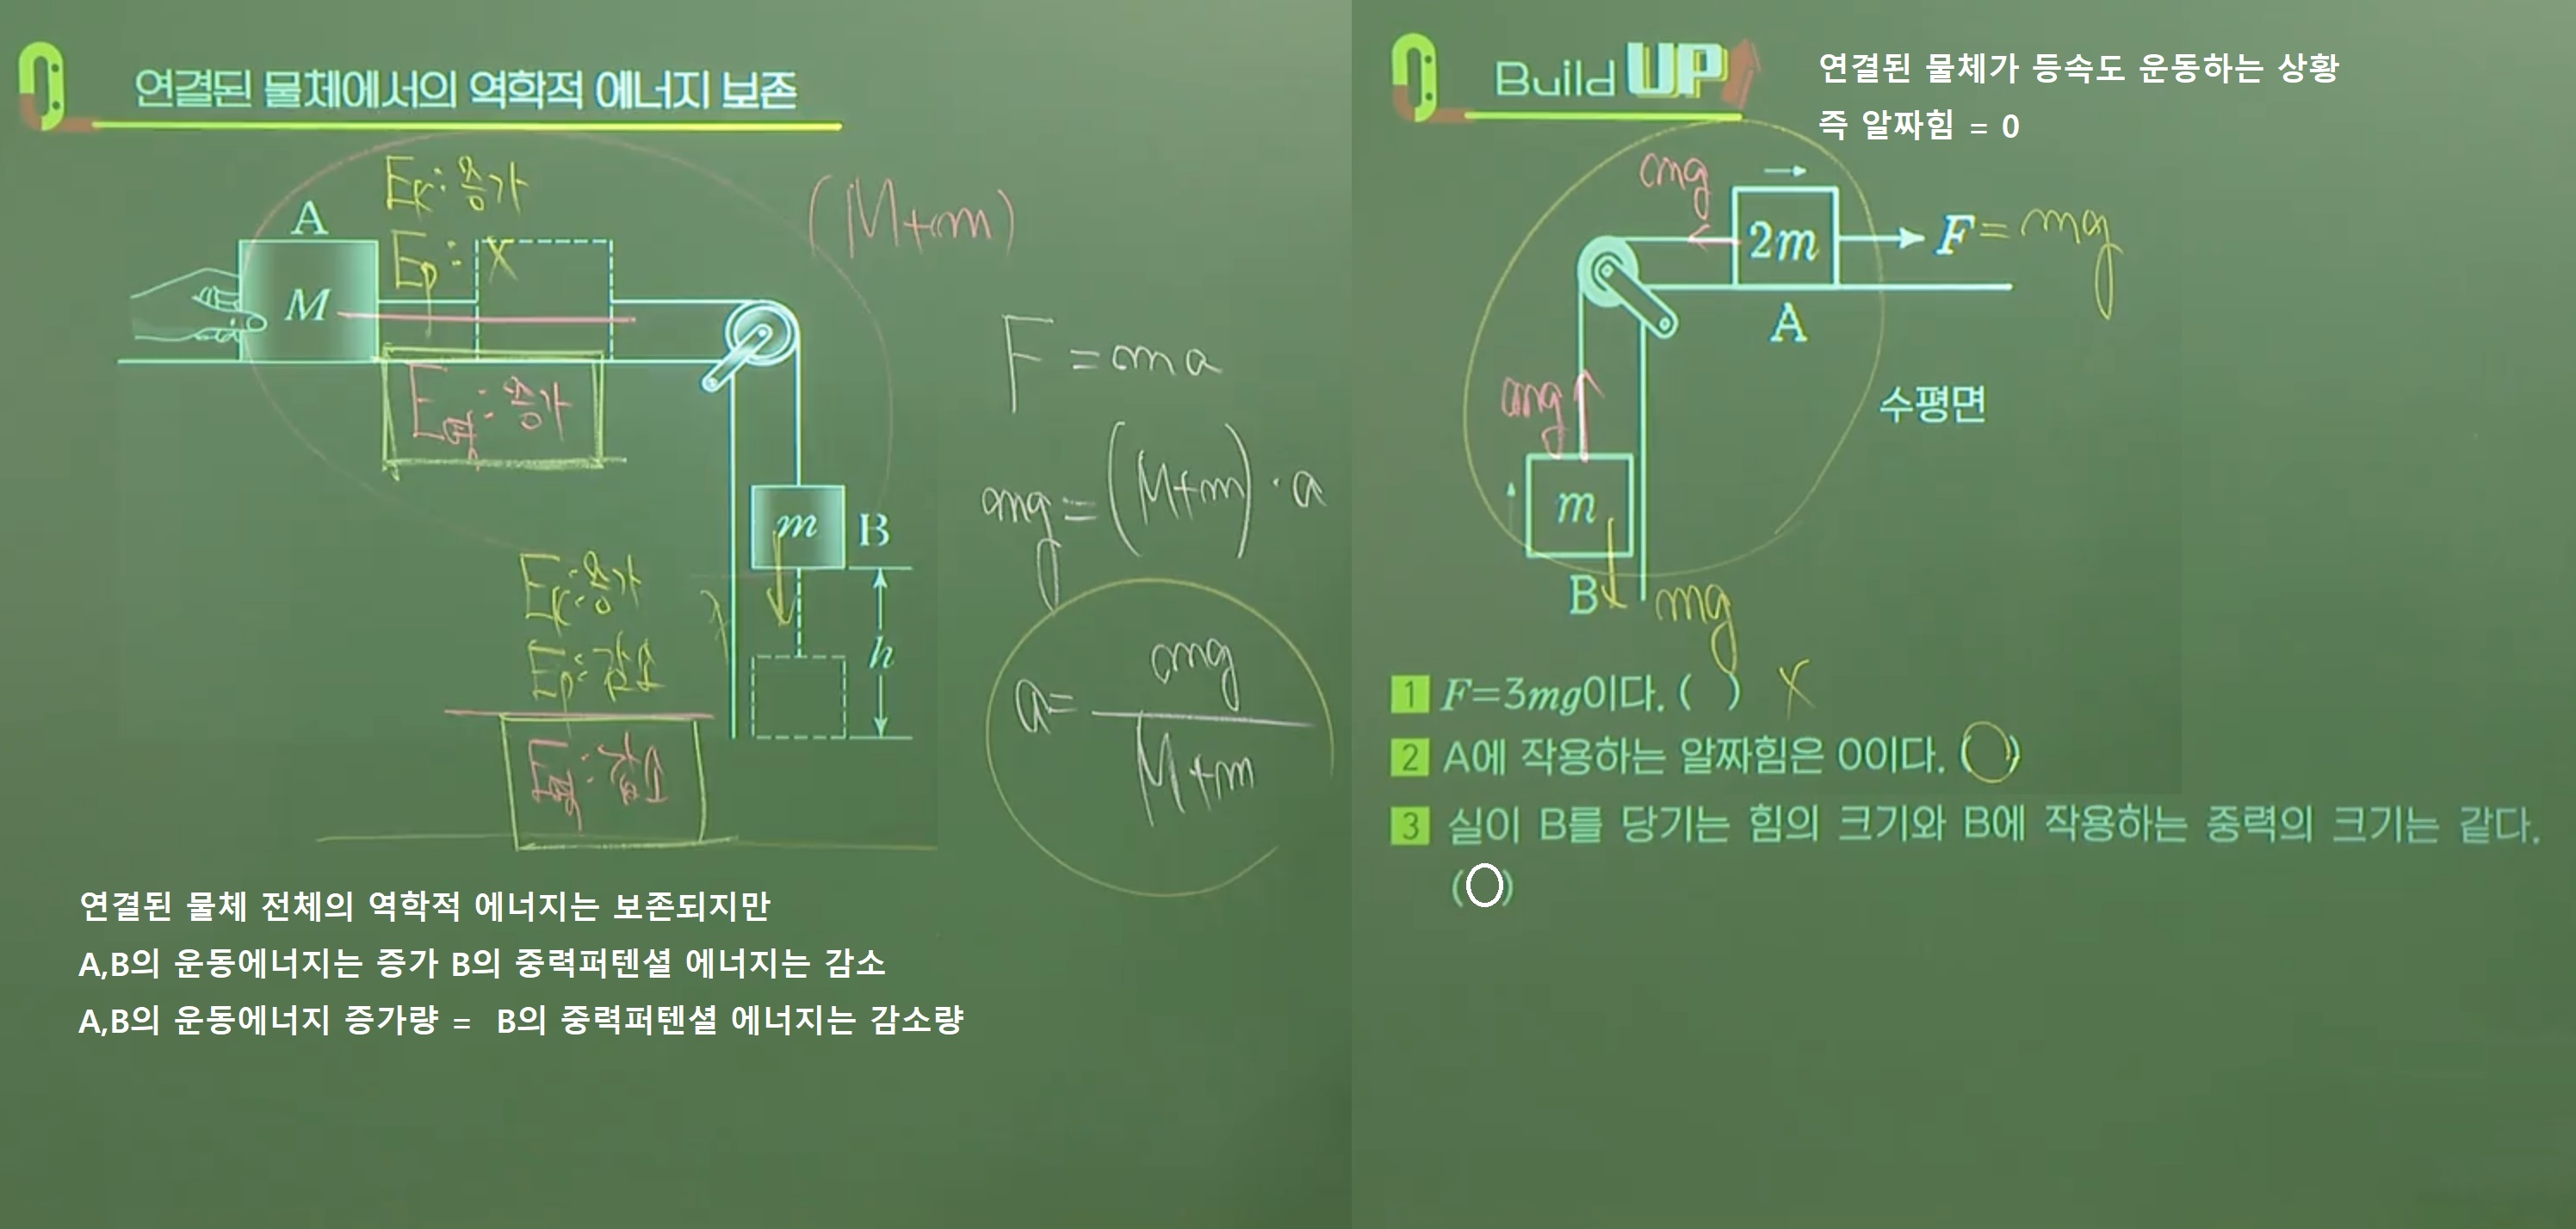 연결된 물체에서의 역학적 에너지 보존
A
Eₖ: 증가
Eₚ: X
(M+m)
M
E역: 증가
F = ma
mg = (M+m)·a
m
B
Eₖ: 증가
Eₚ: 감소
h
E역: 감소
a = mg / M+m
연결된 물체 전체의 역학적 에너지는 보존되지만
A,B의 운동에너지는 증가 B의 중력퍼텐셜 에너지는 감소
A,B의 운동에너지 증가량 = B의 중력퍼텐셜 에너지는 감소량
Build UP
연결된 물체가 등속도 운동하는 상황
즉 알짜힘 = 0
mg
2m
F = mg
A
수평면
mg
m
B
mg
1 F=3mg이다. ( ) X
2 A에 작용하는 알짜힘은 0이다. (O)
3 실이 B를 당기는 힘의 크기와 B에 작용하는 중력의 크기는 같다.
(O)